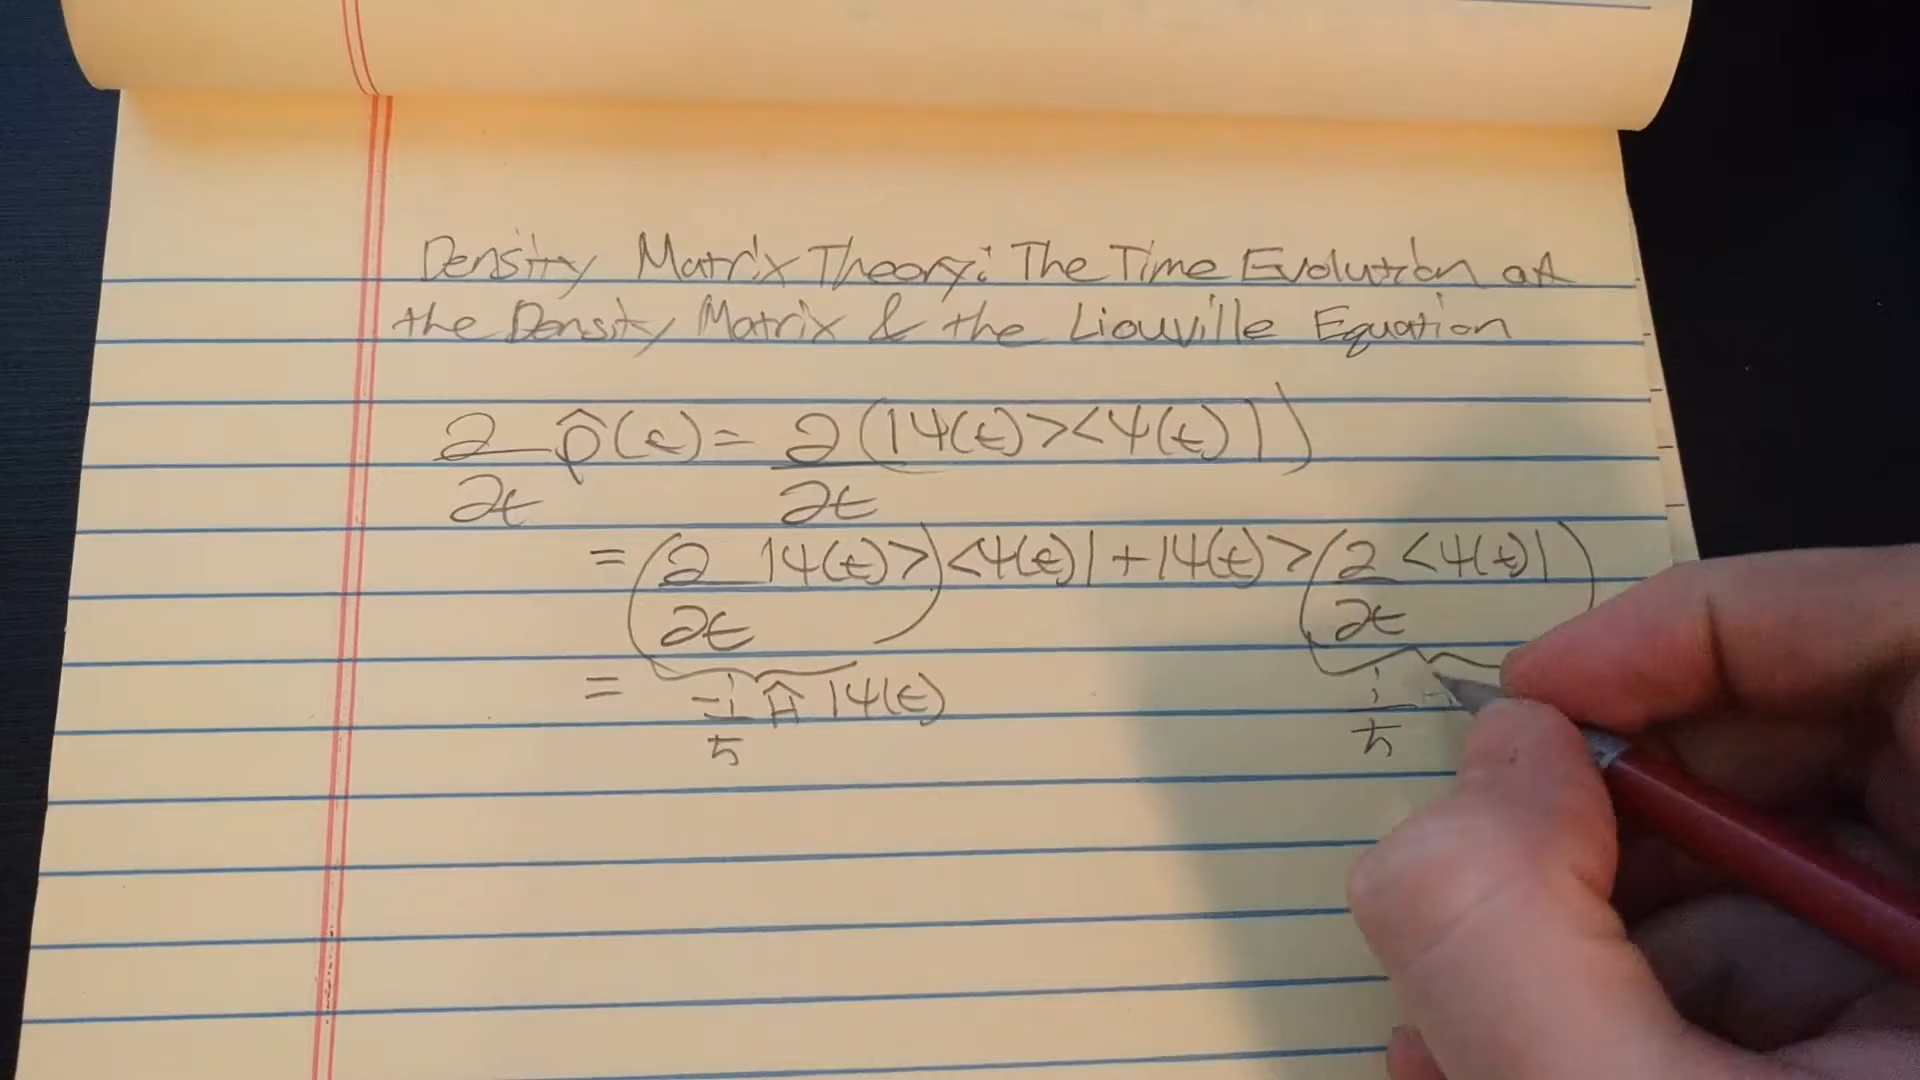 Density Matrix Theory: The Time Evolution of
the Density Matrix & the Liouville Equation
∂/∂t ρ̂(t) = ∂/∂t (|ψ(t)><ψ(t)|)
= (∂/∂t |ψ(t)>) <ψ(t)| + |ψ(t)> (∂/∂t <ψ(t)|)
= -i/ħ Ĥ |ψ(t) i/ħ